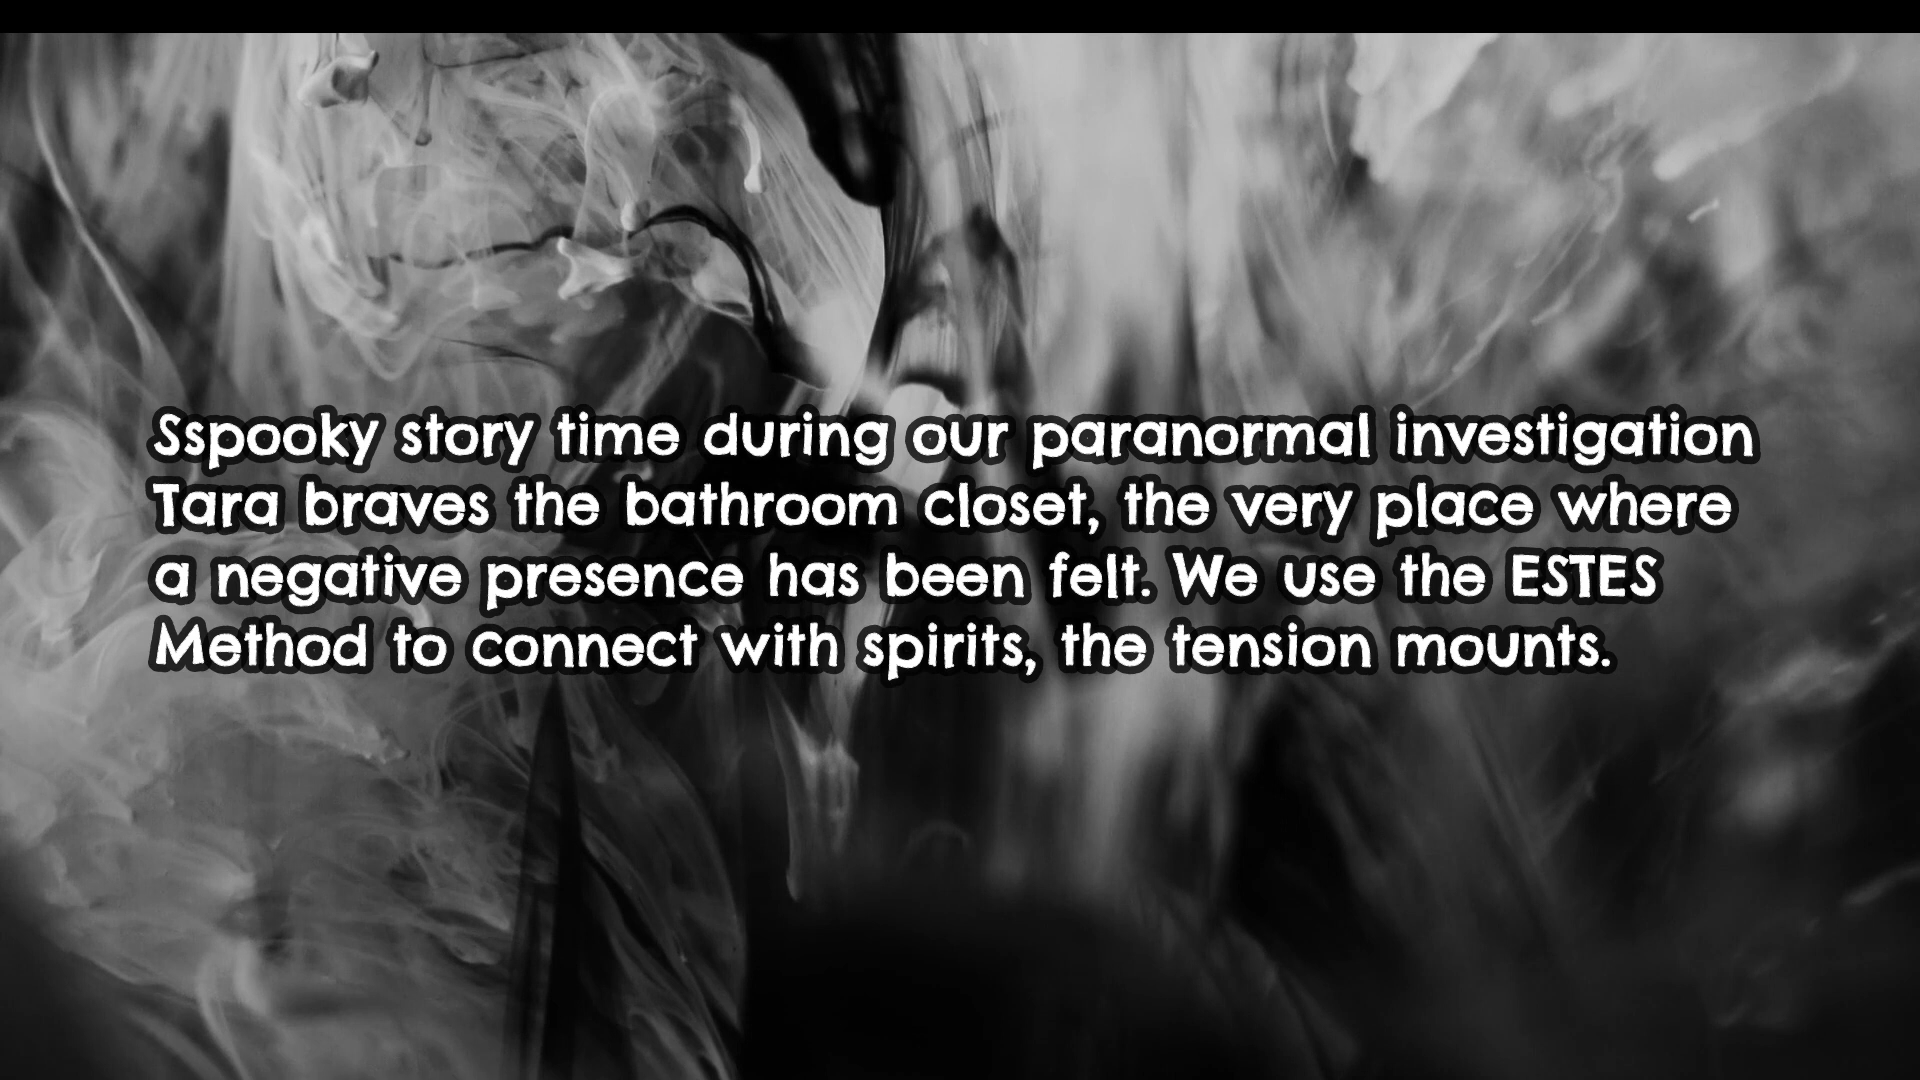 Sspooky story time during our paranormal investigation
Tara braves the bathroom closet, the very place where
a negative presence has been felt. We use the ESTES
Method to connect with spirits, the tension mounts.